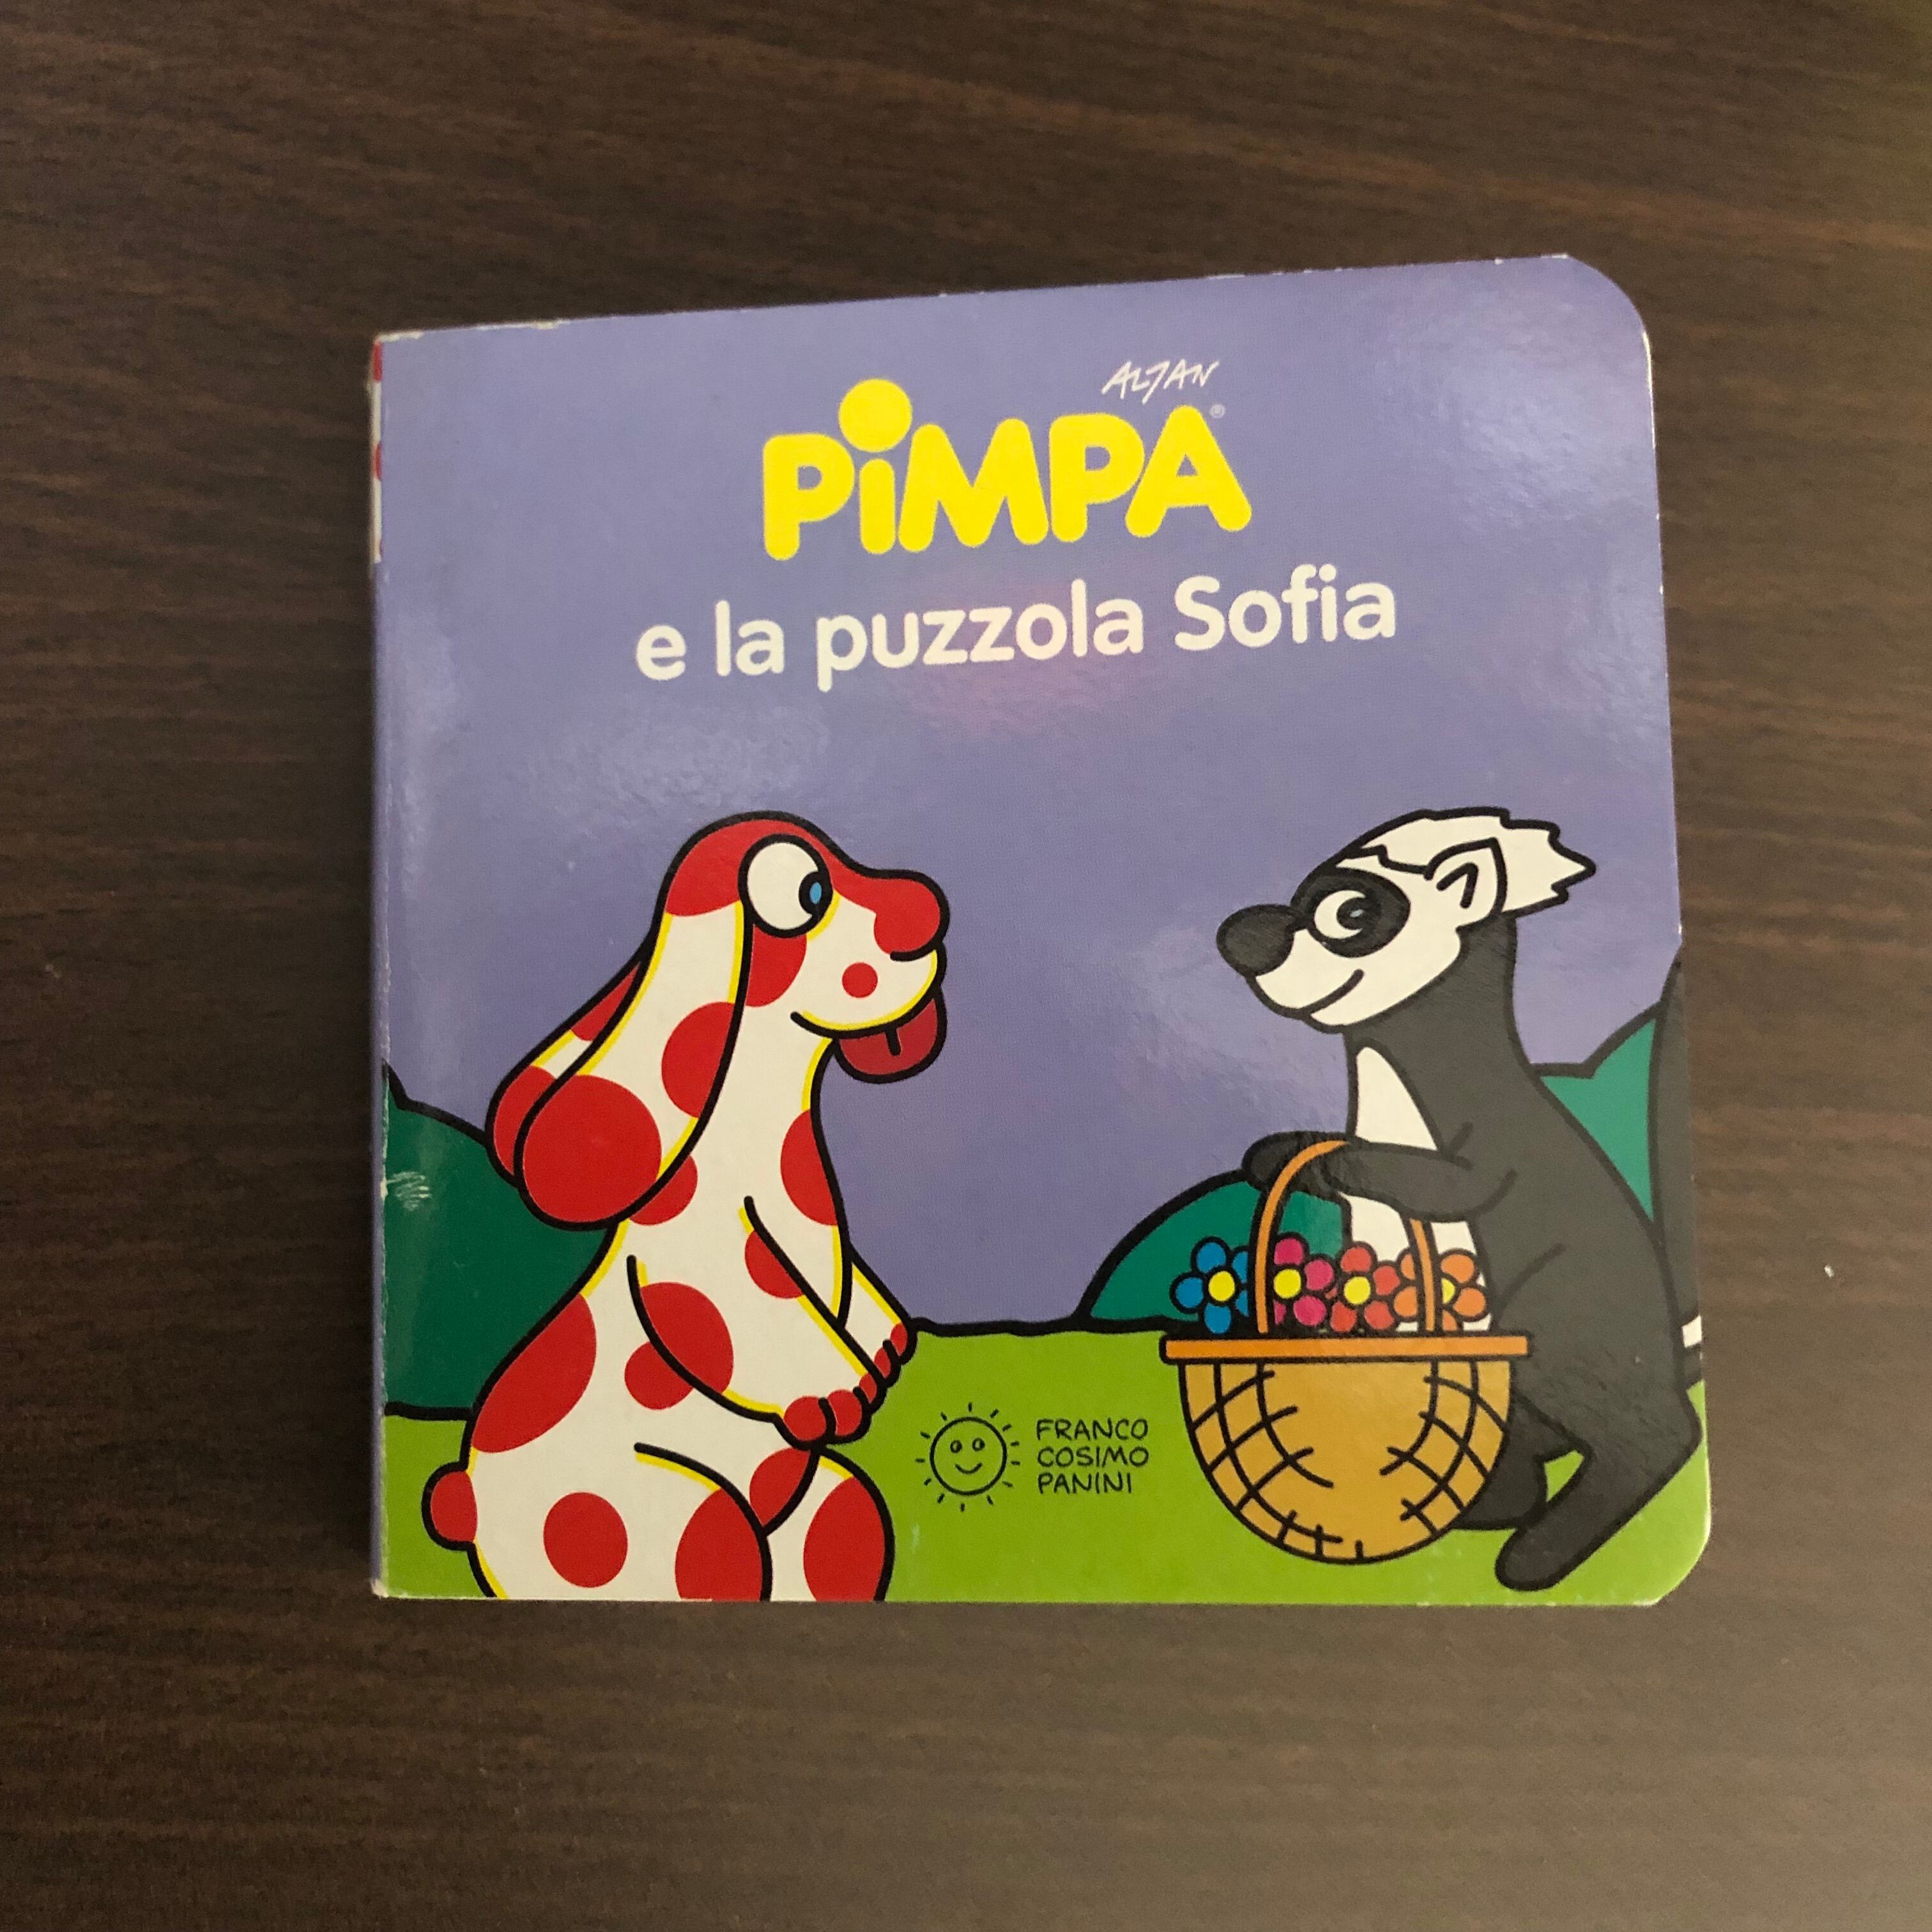 ALTAN
PiMPA®
e la puzzola Sofia
FRANCO
COSIMO
PANINI